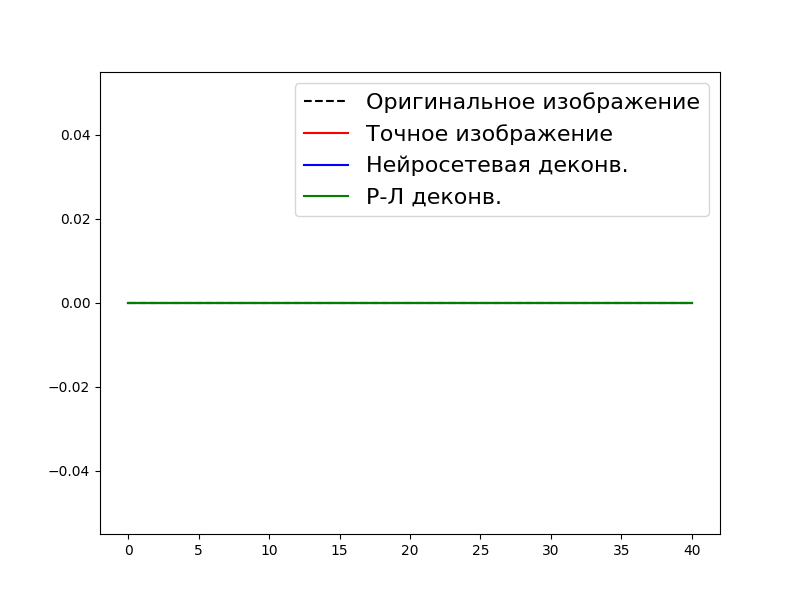 Оригинальное изображение
Точное изображение
Нейросетевая деконв.
Р-Л деконв.
0.04
0.02
0.00
−0.02
−0.04
0 5 10 15 20 25 30 35 40